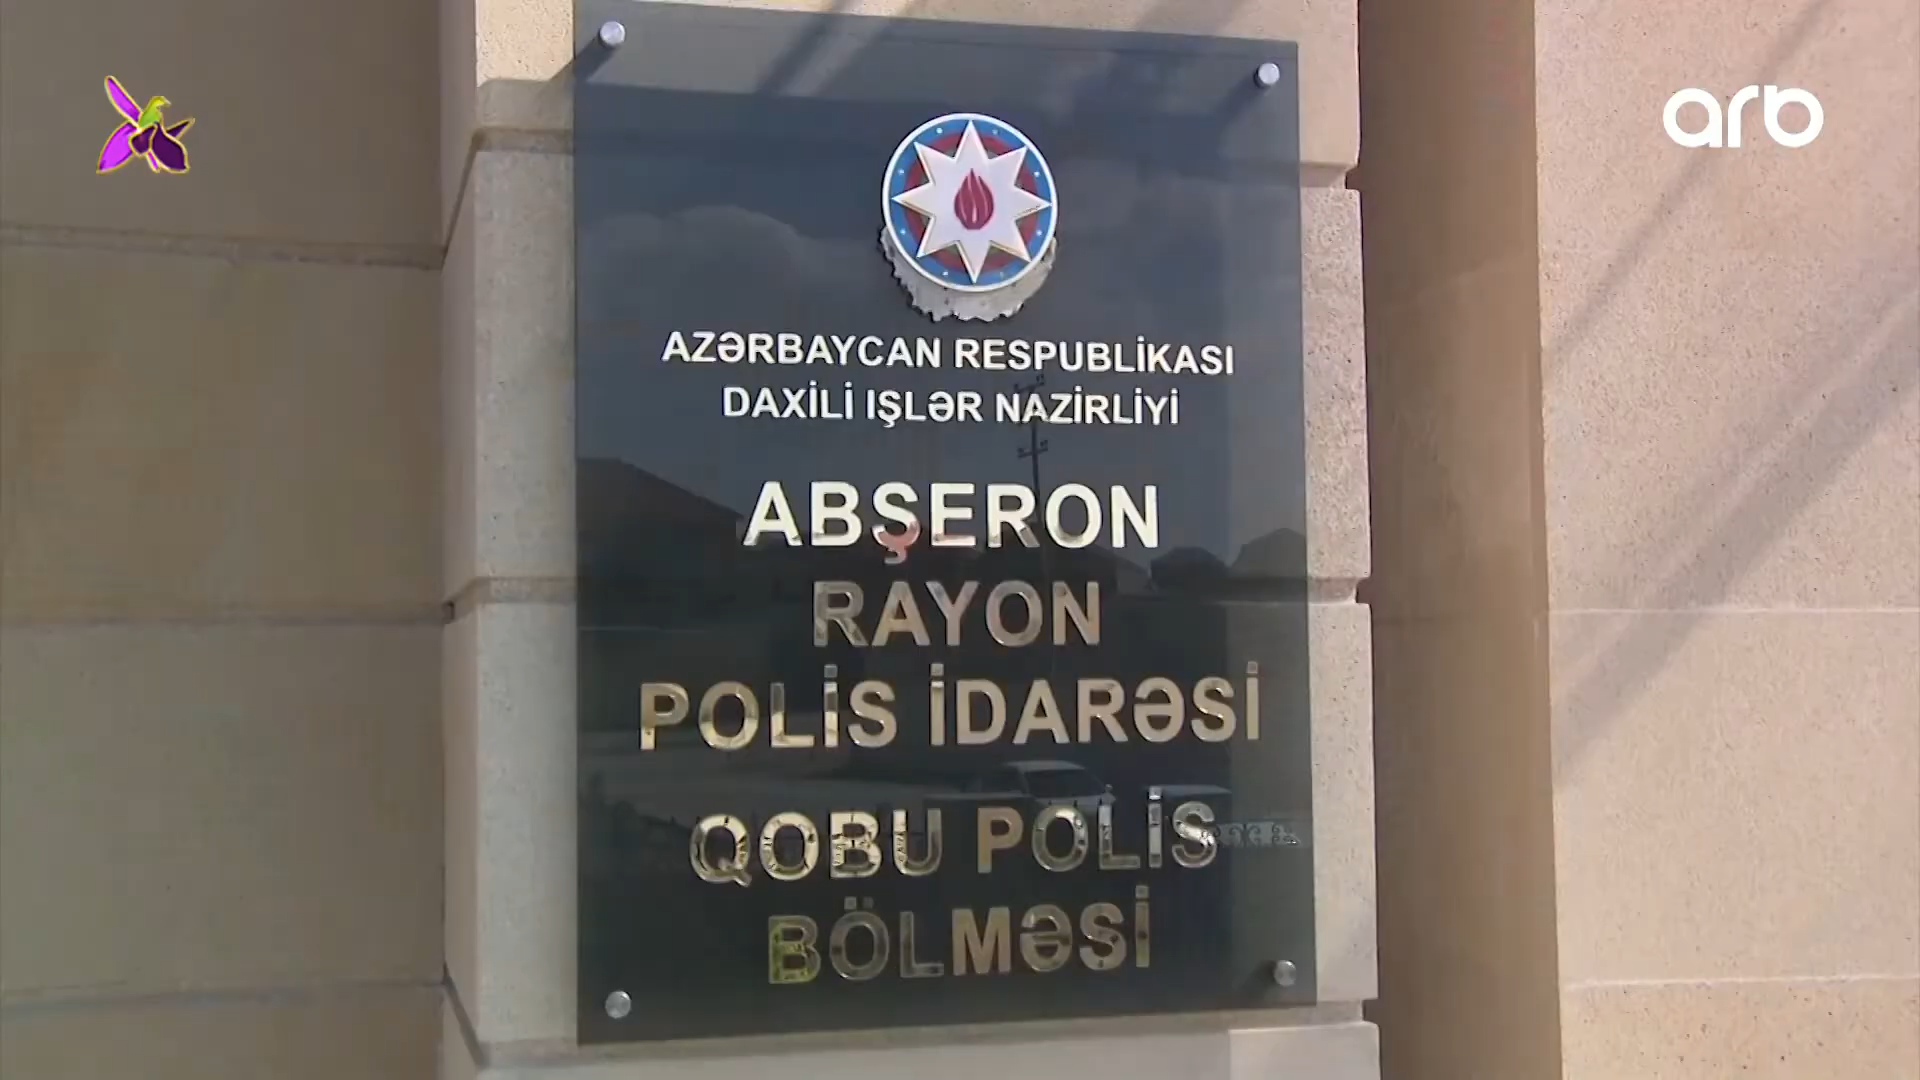 arb
AZƏRBAYCAN RESPUBLİKASI
DAXİLİ IŞLƏR NAZİRLİYİ
ABŞERON
RAYON
POLİS İDARƏSİ
QOBU POLİS
BÖLMƏSİ